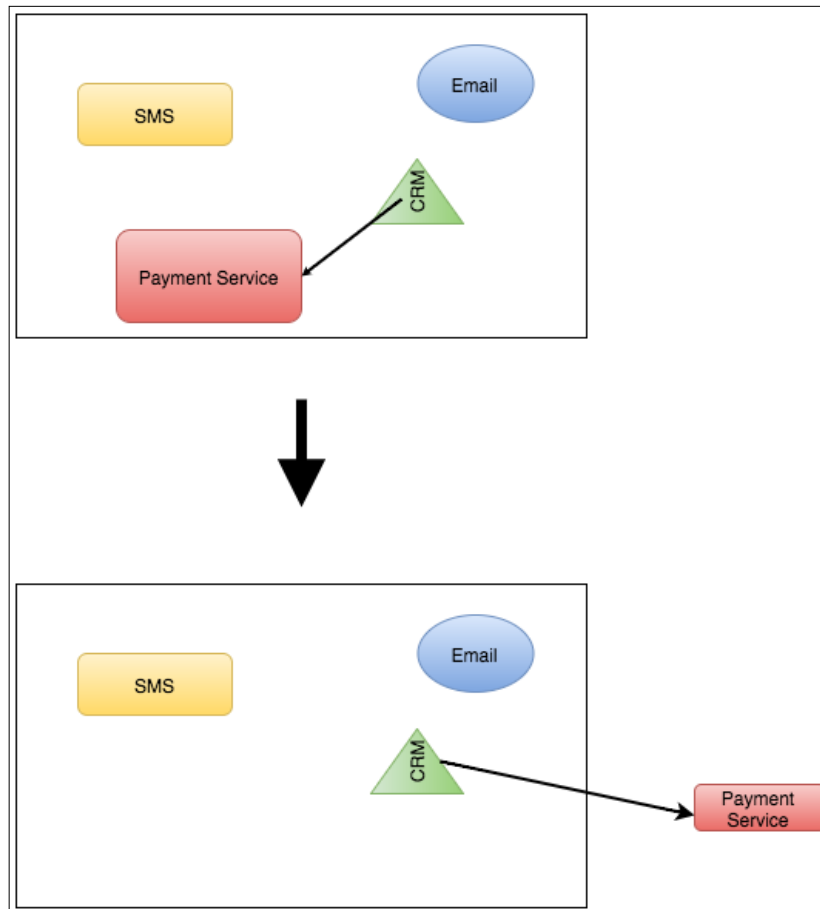 Email
SMS
CRM
Payment Service
Email
SMS
CRM
Payment
Service